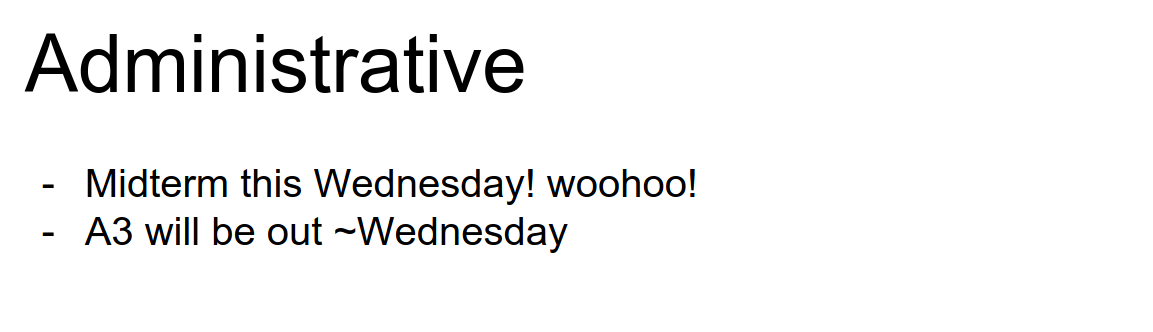 Administrative
- Midterm this Wednesday! woohoo!
- A3 will be out ~Wednesday